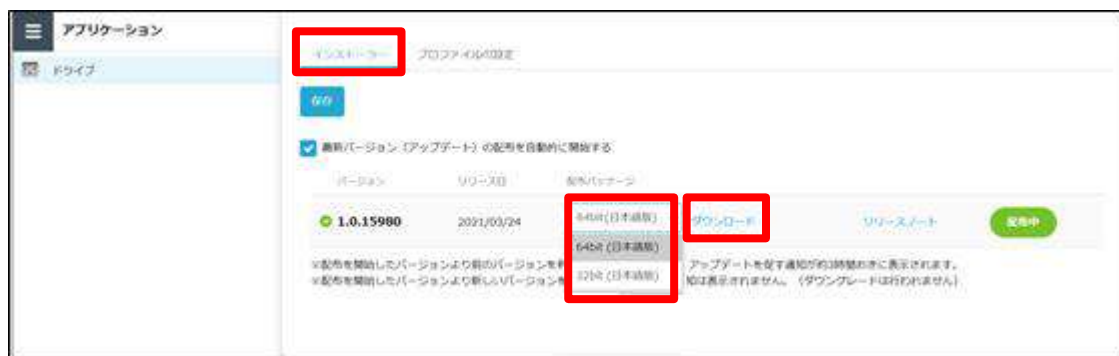 アプリケーション
ドライブ
インストーラー プロファイルの設定
保存
最新バージョン（アップデート）の配布を自動的に開始する
バージョン リリース日 配布パッケージ
1.0.15980 2021/03/24 64bit(日本語版) ダウンロード リリースノート 配布中
64bit (日本語版)
32bit (日本語版)
※配布を開始したバージョンより前のバージョンを アップデートを促す通知が約3時間おきに表示されます。
※配布を開始したバージョンより新しいバージョンを 知は表示されません。（ダウングレードは行われません）